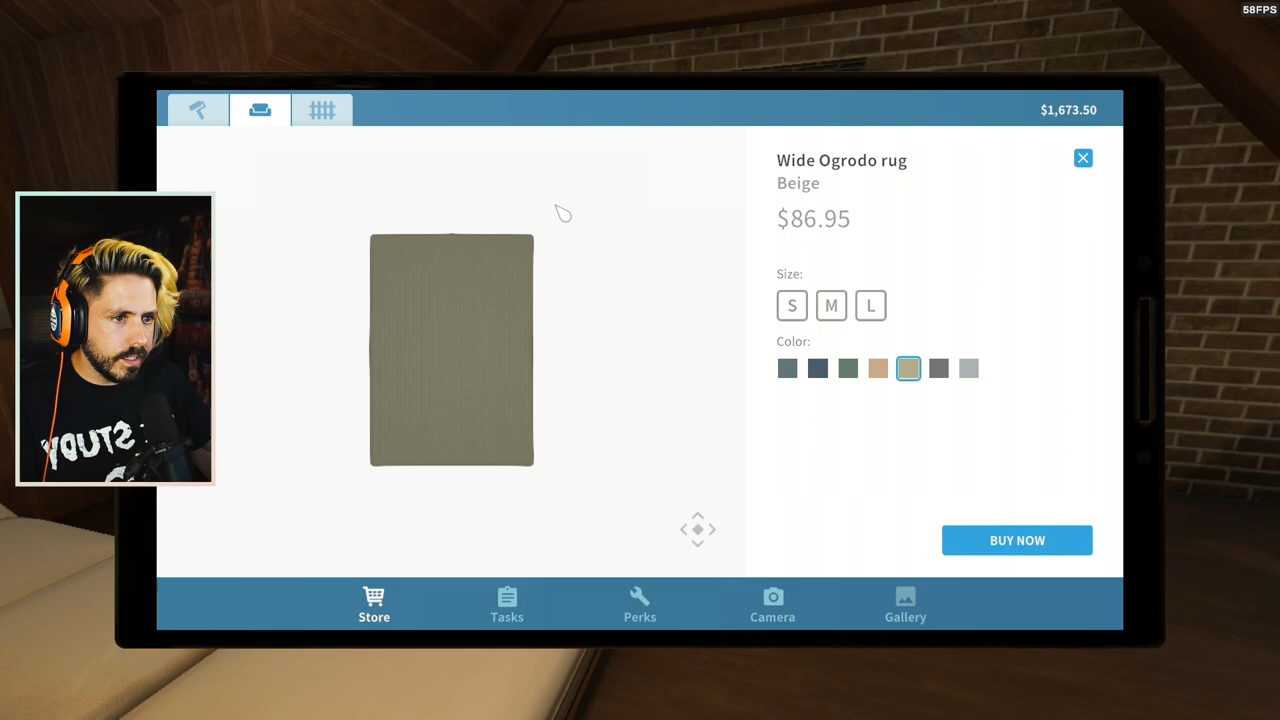 58FPS
$1,673.50
Wide Ogrodo rug
Beige
$86.95
Size:
S M L
Color:
BUY NOW
Store Tasks Perks Camera Gallery
STUDY